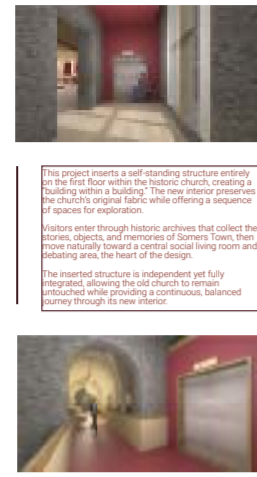 This project inserts a self-standing structure entirely
on the first floor within the historic church, creating a
"building within a building." The new interior preserves
the church's original fabric while offering a sequence
of spaces for exploration.
Visitors enter through historic archives that collect the
stories, objects, and memories of Somers Town, then
move naturally toward a central social living room and
debating area, the heart of the design.
The inserted structure is independent yet fully
integrated, allowing the old church to remain
untouched while providing a continuous, balanced
journey through its new interior.